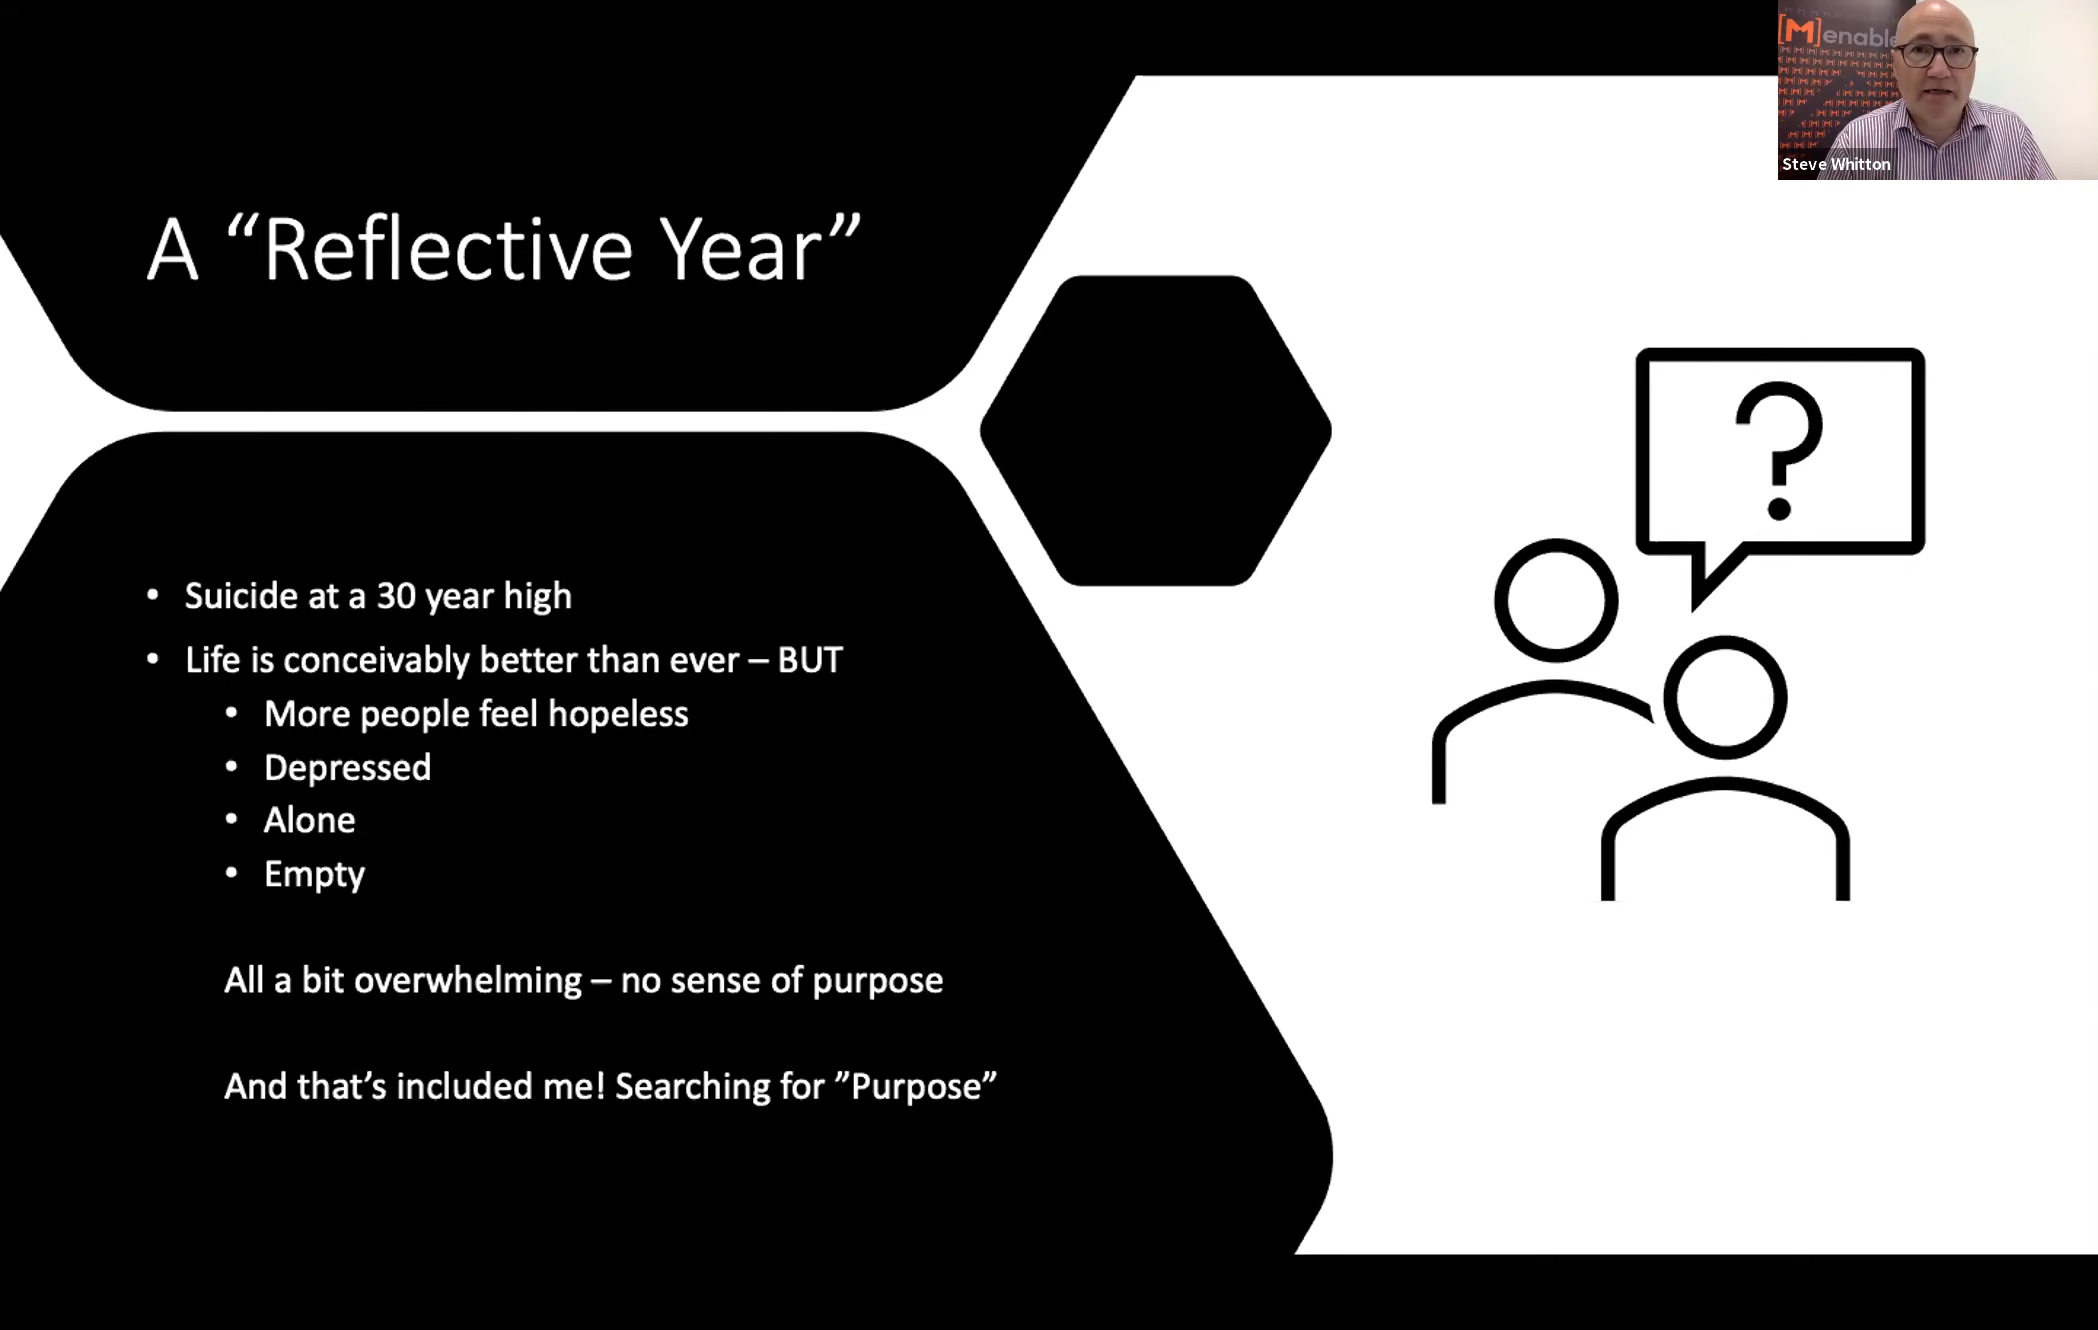 [M]enable
Steve Whitton
A “Reflective Year”
?
• Suicide at a 30 year high
• Life is conceivably better than ever – BUT
• More people feel hopeless
• Depressed
• Alone
• Empty
All a bit overwhelming – no sense of purpose
And that’s included me! Searching for ”Purpose”